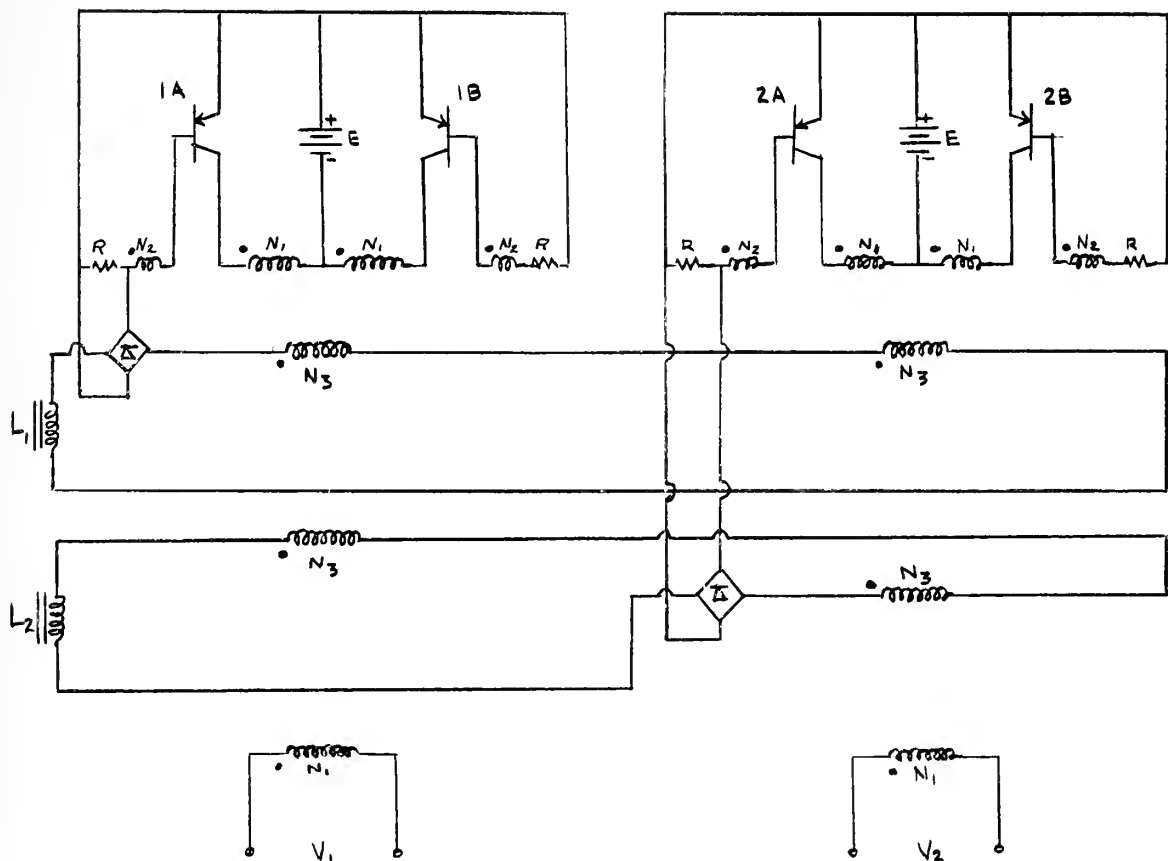 1A 1B 2A 2B
+ E - + E -
R N2 N1 N1 N2 R R N2 N1 N1 N2 R
N3 N3
L1
N3 N3
L2
N1 N1
V1 V2